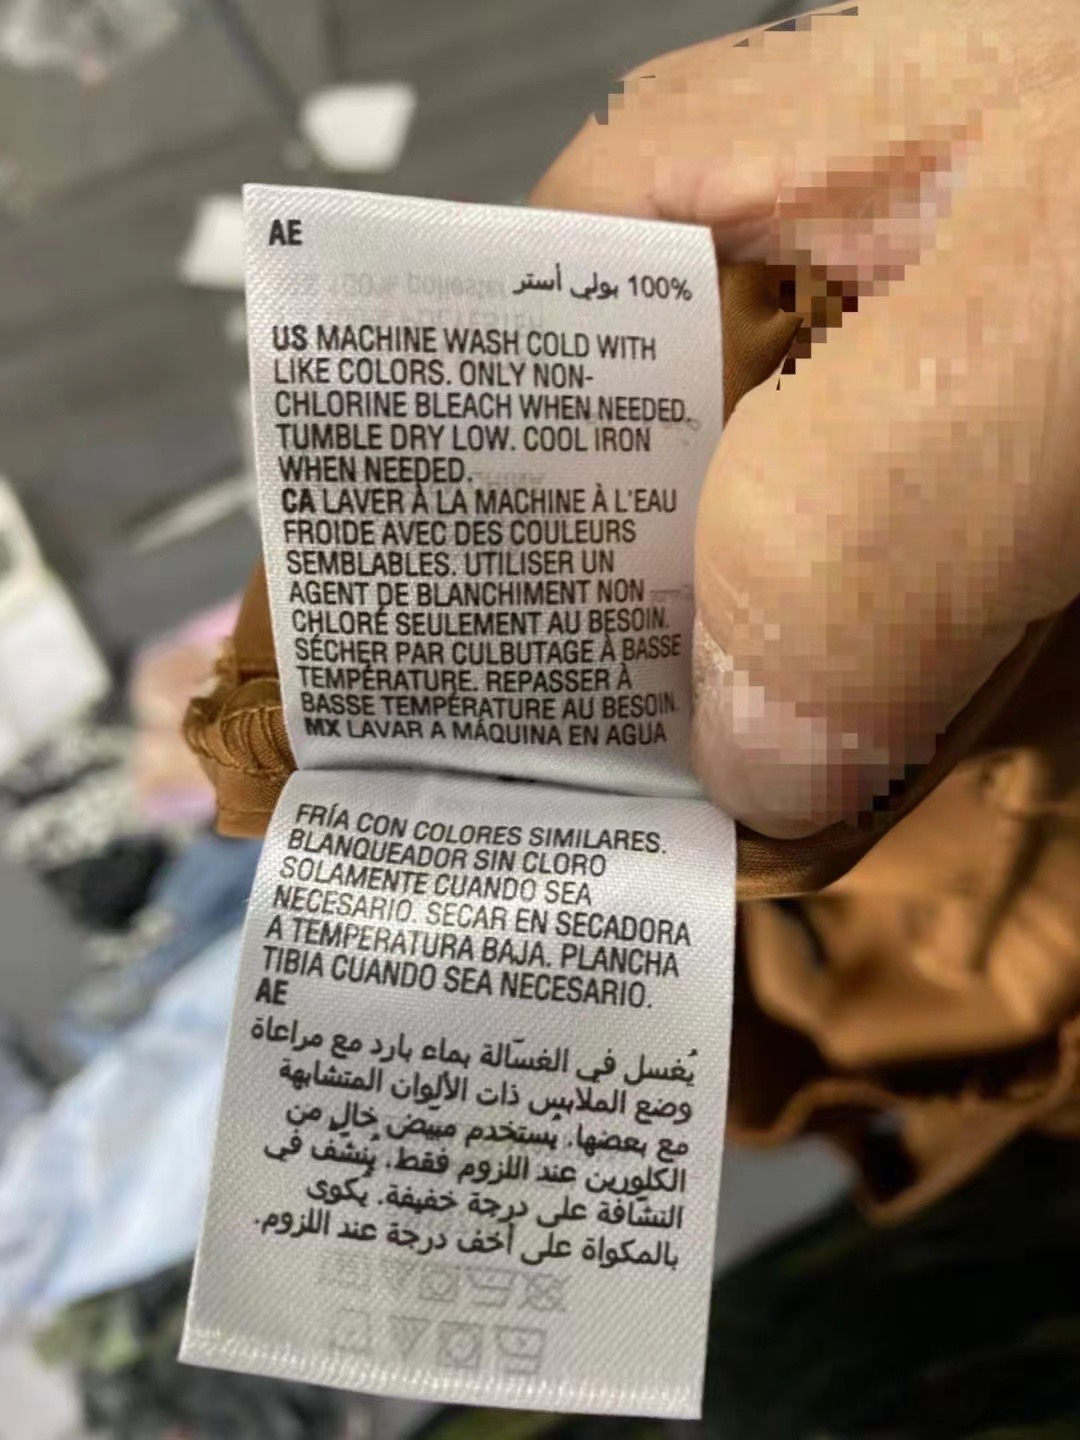 AE
100% بولي أستر
US MACHINE WASH COLD WITH
LIKE COLORS. ONLY NON-
CHLORINE BLEACH WHEN NEEDED.
TUMBLE DRY LOW. COOL IRON
WHEN NEEDED.
CA LAVER À LA MACHINE À L'EAU
FROIDE AVEC DES COULEURS
SEMBLABLES. UTILISER UN
AGENT DE BLANCHIMENT NON
CHLORÉ SEULEMENT AU BESOIN.
SÉCHER PAR CULBUTAGE À BASSE
TEMPÉRATURE. REPASSER À
BASSE TEMPÉRATURE AU BESOIN.
MX LAVAR A MÁQUINA EN AGUA
FRÍA CON COLORES SIMILARES.
BLANQUEADOR SIN CLORO
SOLAMENTE CUANDO SEA
NECESARIO. SECAR EN SECADORA
A TEMPERATURA BAJA. PLANCHA
TIBIA CUANDO SEA NECESARIO.
AE
يُغسل في الغسّالة بماء بارد مع مراعاة
وضع الملابس ذات الألوان المتشابهة
مع بعضها. يُستخدم مبيّض خالٍ من
الكلورين عند اللزوم فقط. يُنشّف في
النشّافة على درجة خفيفة. يُكوى
بالمكواة على أخف درجة عند اللزوم.